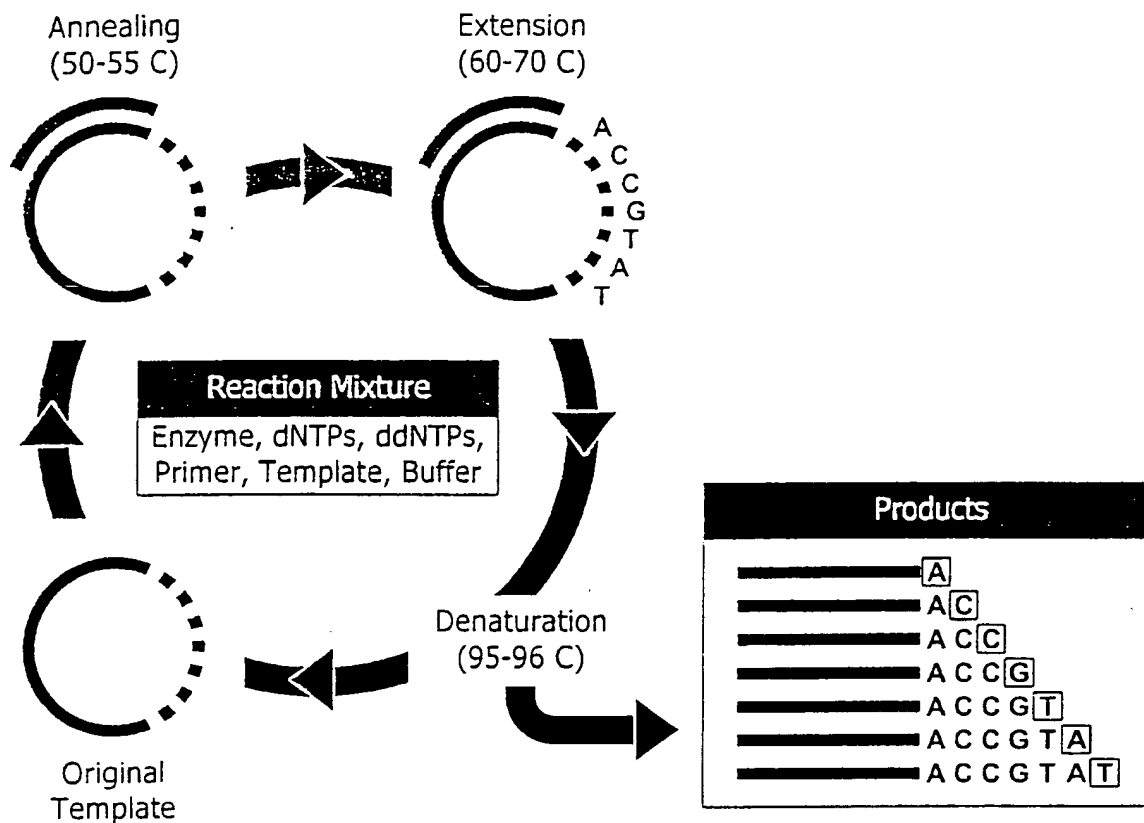 Annealing
(50-55 C)
Extension
(60-70 C)
A
C
C
G
T
A
T
Reaction Mixture
Enzyme, dNTPs, ddNTPs,
Primer, Template, Buffer
Original
Template
Denaturation
(95-96 C)
Products
A
A C
A C C
A C C G
A C C G T
A C C G T A
A C C G T A T